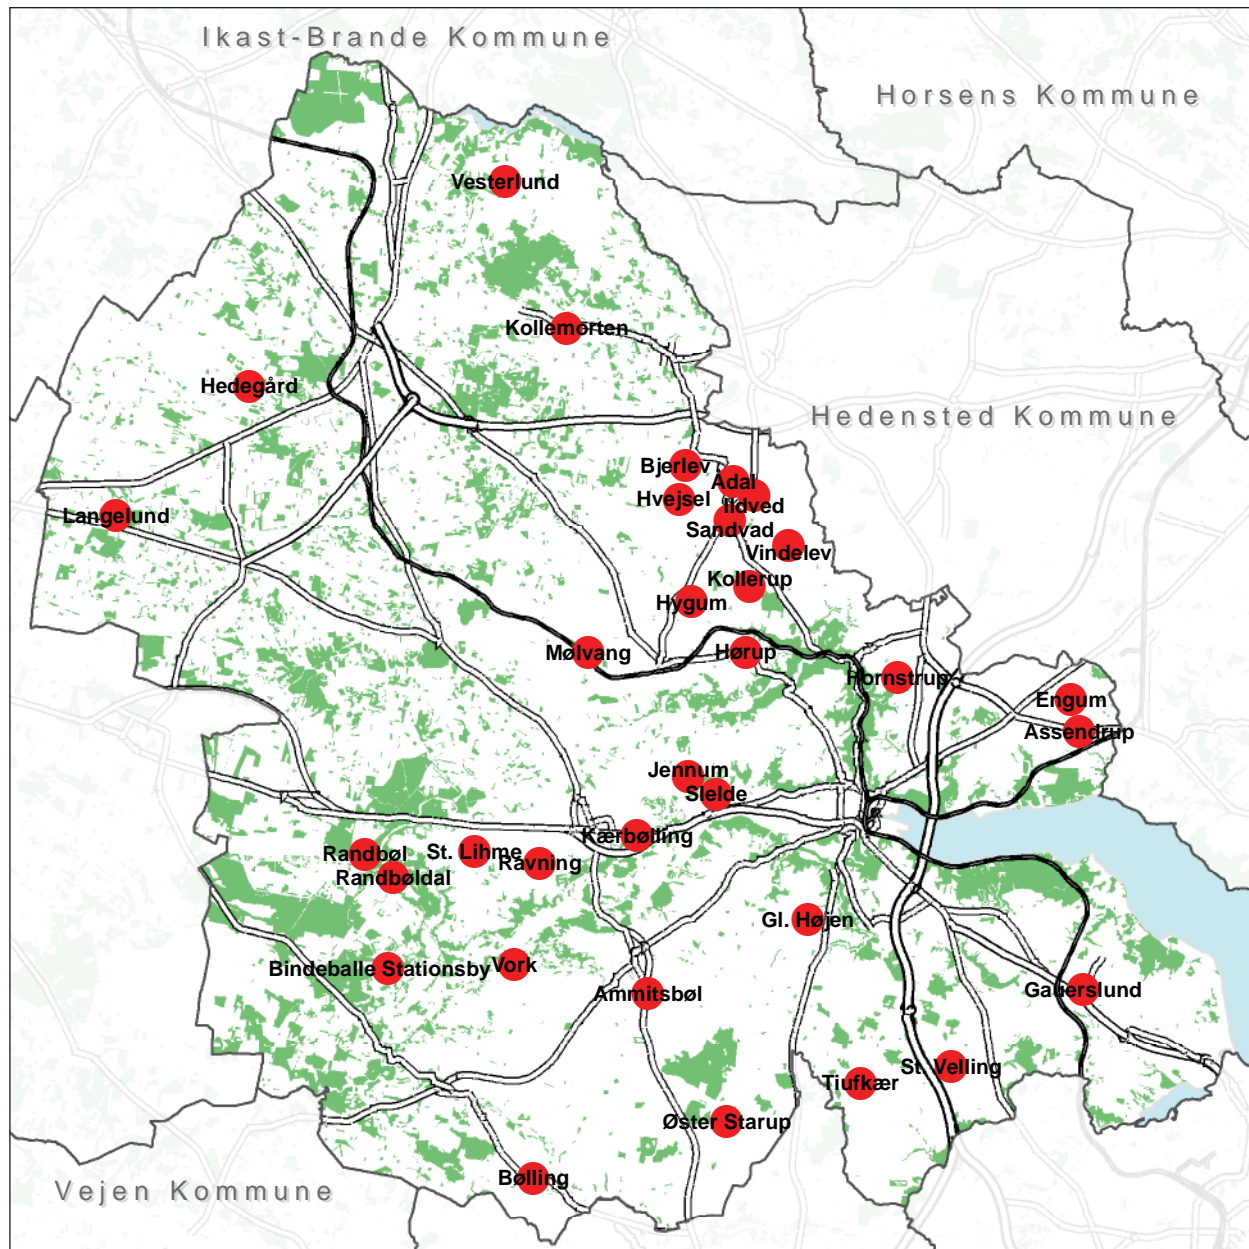 Ikast-Brande Kommune
Horsens Kommune
Vesterlund
Kollemorten
Hedegård
Hedensted Kommune
Bjerlev
Ådal
Hvejsel
Ildved
Langelund
Sandvad
Vindelev
Kollerup
Hygum
Mølvang
Hørup
Hornstrup
Engum
Assendrup
Jennum
Slelde
Kærbølling
Randbøl
St. Lihme
Ravning
Randbøldal
Gl. Højen
Bindeballe Stationsby
Vork
Ammitsbøl
Gauerslund
St. Velling
Tiufkær
Øster Starup
Bølling
Vejen Kommune